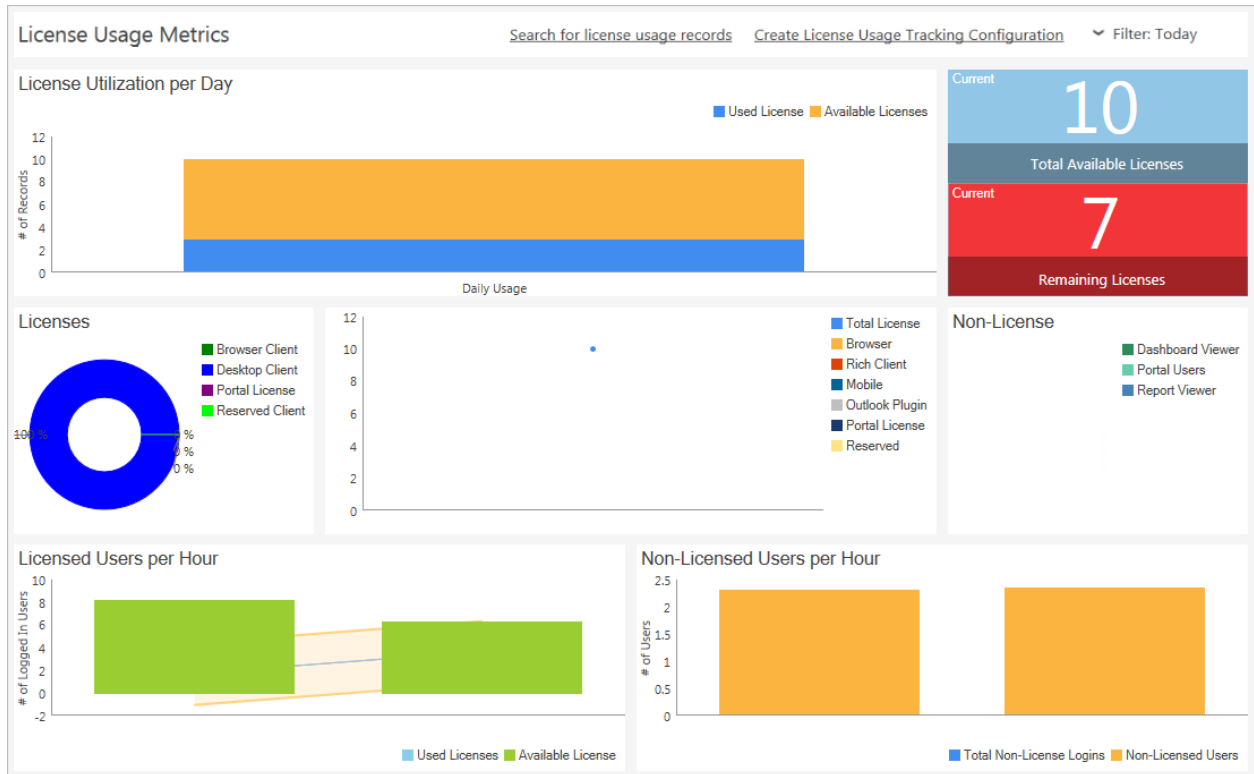 License Usage Metrics
Search for license usage records Create License Usage Tracking Configuration Filter: Today
License Utilization per Day
Used License Available Licenses
12
10
8
6
4
2
0
# of Records
Daily Usage
Current
10
Total Available Licenses
Current
7
Remaining Licenses
Licenses
Browser Client
Desktop Client
Portal License
Reserved Client
100 % 0 %
0 %
0 %
12
10
8
6
4
2
0
Total License
Browser
Rich Client
Mobile
Outlook Plugin
Portal License
Reserved
Non-License
Dashboard Viewer
Portal Users
Report Viewer
Licensed Users per Hour
10
8
6
4
2
0
-2
# of Logged In Users
Used Licenses Available License
Non-Licensed Users per Hour
2.5
2
1.5
1
0.5
0
# of Users
Total Non-License Logins Non-Licensed Users